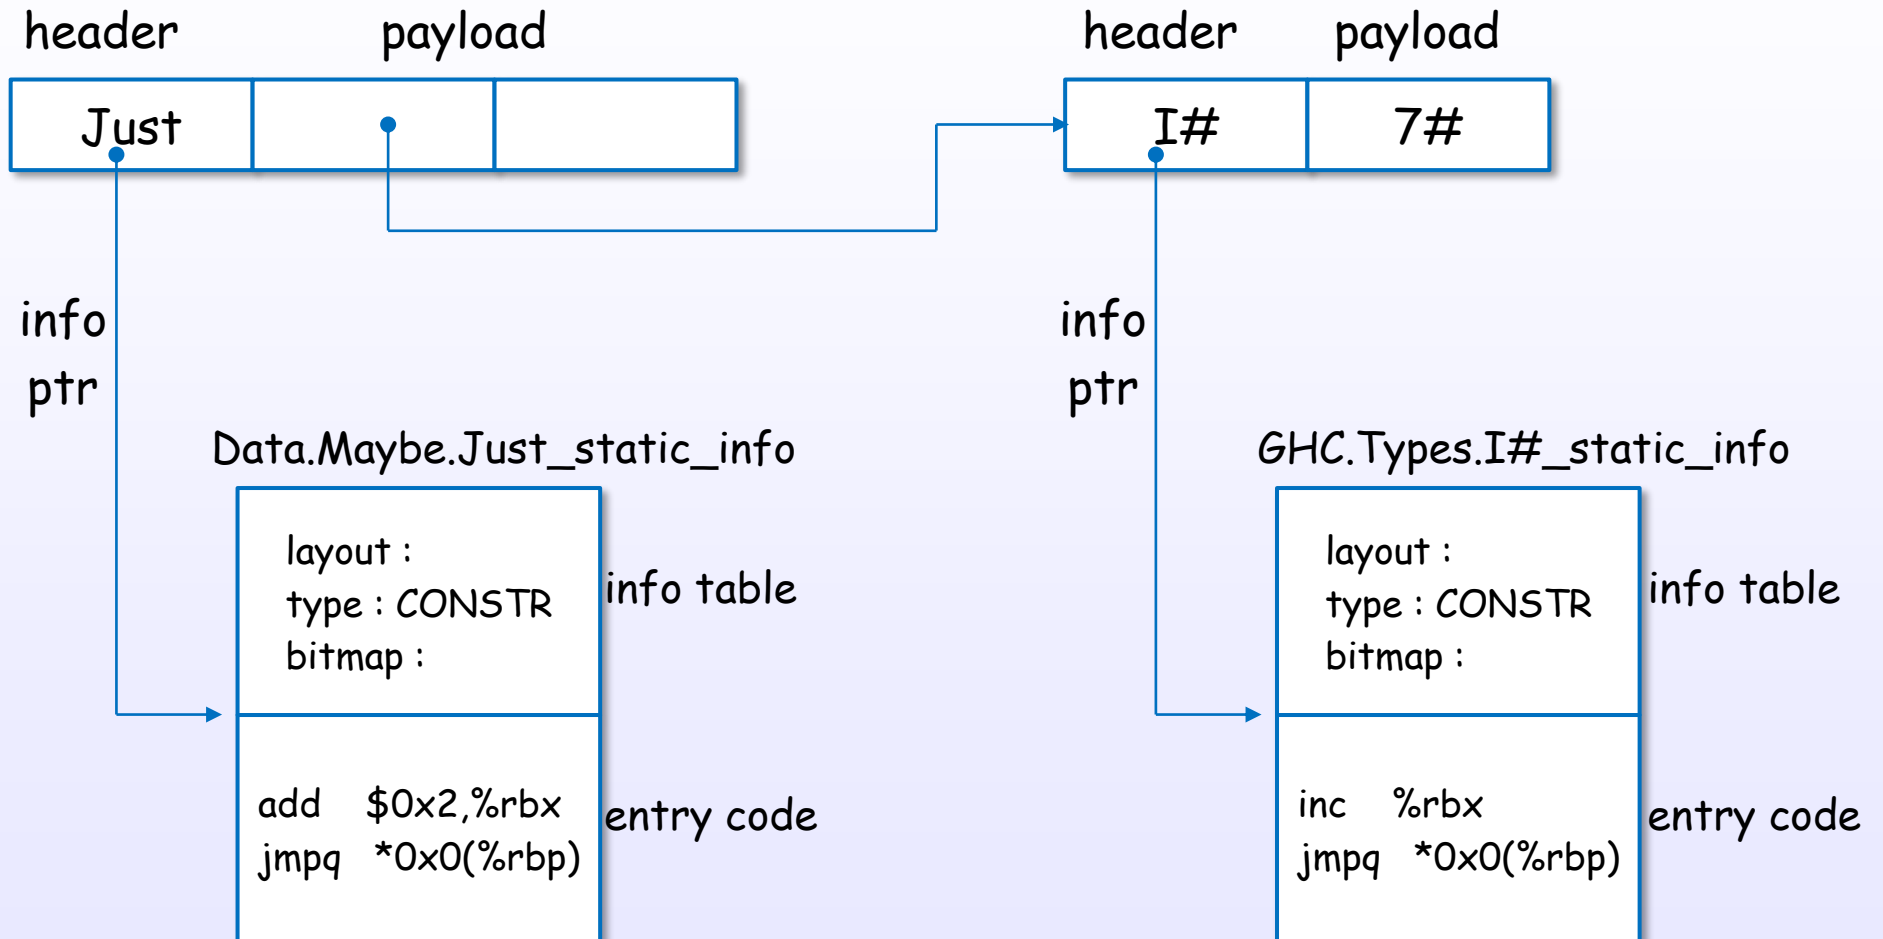 header payload header payload
Just I# 7#
info info
ptr ptr
Data.Maybe.Just_static_info GHC.Types.I#_static_info
layout : layout :
type : CONSTR type : CONSTR
bitmap : bitmap :
info table info table
add $0x2,%rbx inc %rbx
jmpq *0x0(%rbp) jmpq *0x0(%rbp)
entry code entry code